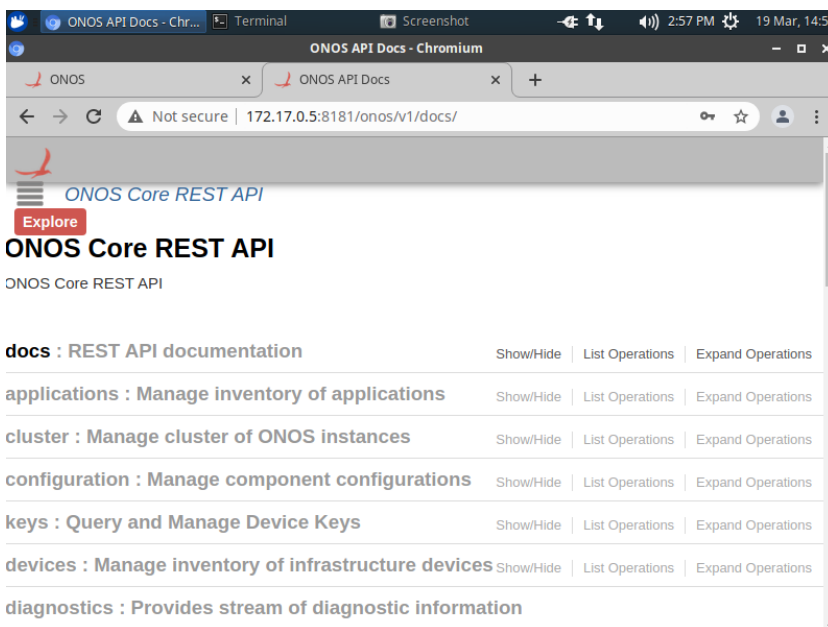 ONOS API Docs - Chr... Terminal Screenshot 2:57 PM 19 Mar, 14:5
ONOS API Docs - Chromium
ONOS ONOS API Docs
Not secure 172.17.0.5:8181/onos/v1/docs/
ONOS Core REST API
Explore
ONOS Core REST API
ONOS Core REST API
docs : REST API documentation Show/Hide List Operations Expand Operations
applications : Manage inventory of applications Show/Hide List Operations Expand Operations
cluster : Manage cluster of ONOS instances Show/Hide List Operations Expand Operations
configuration : Manage component configurations Show/Hide List Operations Expand Operations
keys : Query and Manage Device Keys Show/Hide List Operations Expand Operations
devices : Manage inventory of infrastructure devices Show/Hide List Operations Expand Operations
diagnostics : Provides stream of diagnostic information